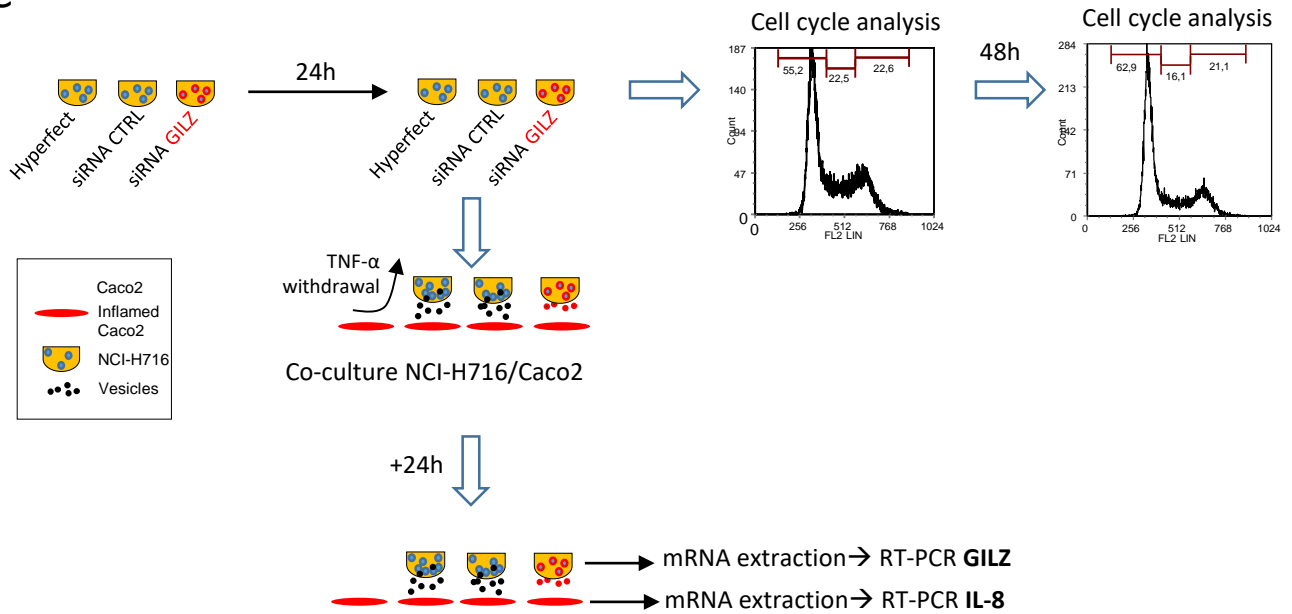 Cell cycle analysis
Cell cycle analysis
24h
48h
187
140
94
47
0
Count
55,2
22,5
22,6
0
256
512
768
1024
FL2 LIN
284
213
142
71
0
Count
62,9
16,1
21,1
0
256
512
768
1024
FL2 LIN
Hyperfect
siRNA CTRL
siRNA GILZ
Hyperfect
siRNA CTRL
siRNA GILZ
TNF-α
withdrawal
Caco2
Inflamed
Caco2
NCI-H716
Vesicles
Co-culture NCI-H716/Caco2
+24h
mRNA extraction→ RT-PCR GILZ
mRNA extraction→ RT-PCR IL-8